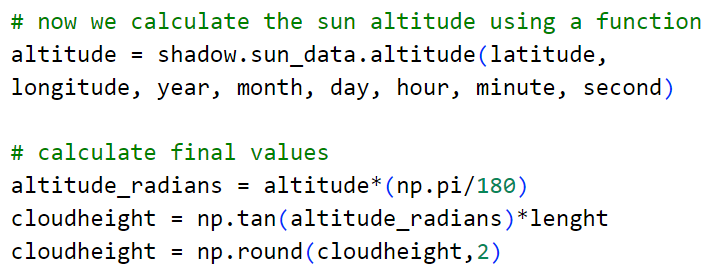 # now we calculate the sun altitude using a function
altitude = shadow.sun_data.altitude(latitude,
longitude, year, month, day, hour, minute, second)
# calculate final values
altitude_radians = altitude*(np.pi/180)
cloudheight = np.tan(altitude_radians)*lenght
cloudheight = np.round(cloudheight,2)